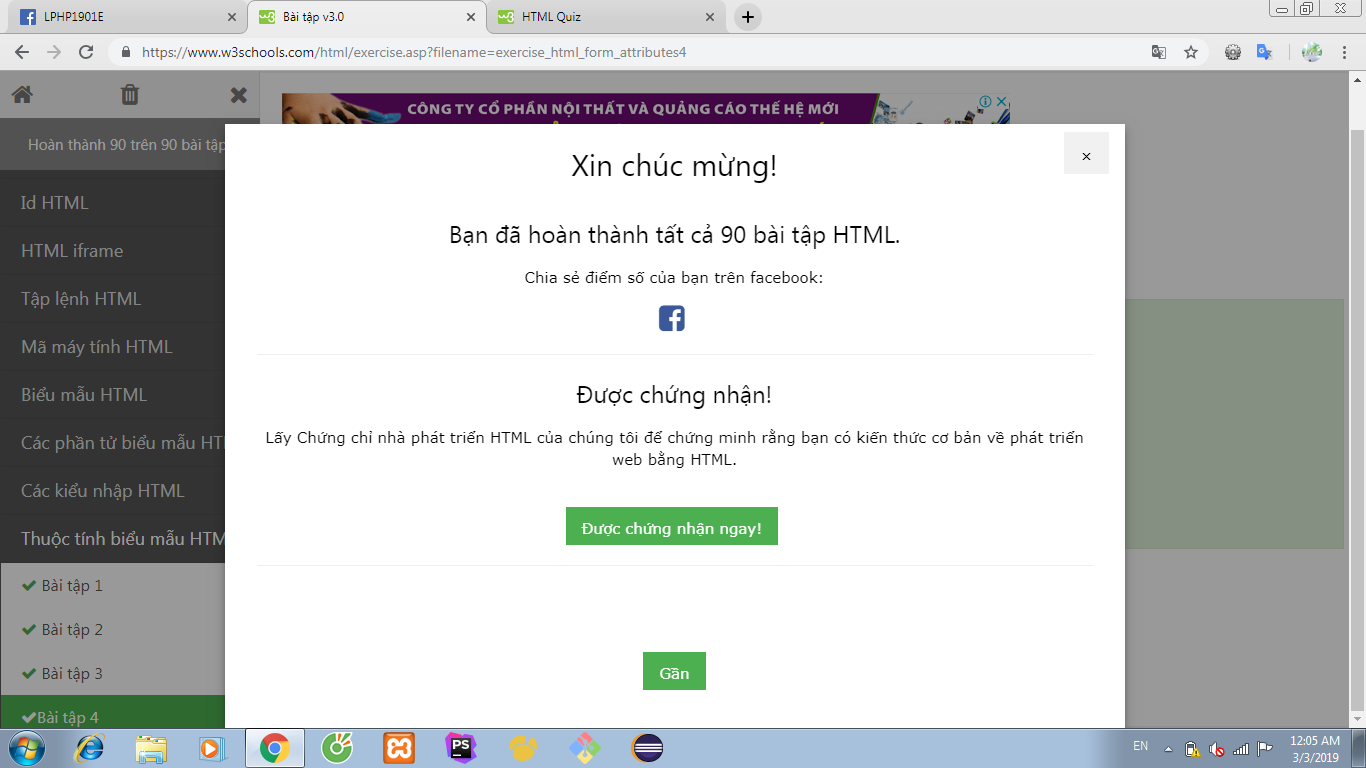 LPHP1901E
Bài tập v3.0
HTML Quiz
https://www.w3schools.com/html/exercise.asp?filename=exercise_html_form_attributes4
CÔNG TY CỔ PHẦN NỘI THẤT VÀ QUẢNG CÁO THẾ HỆ MỚI
Hoàn thành 90 trên 90 bài tập
Id HTML
HTML iframe
Tập lệnh HTML
Mã máy tính HTML
Biểu mẫu HTML
Các phần tử biểu mẫu HT
Các kiểu nhập HTML
Thuộc tính biểu mẫu HTM
Bài tập 1
Bài tập 2
Bài tập 3
Bài tập 4
Xin chúc mừng!
Bạn đã hoàn thành tất cả 90 bài tập HTML.
Chia sẻ điểm số của bạn trên facebook:
Được chứng nhận!
Lấy Chứng chỉ nhà phát triển HTML của chúng tôi để chứng minh rằng bạn có kiến thức cơ bản về phát triển
web bằng HTML.
Được chứng nhận ngay!
Gần
PS
EN
12:05 AM
3/3/2019